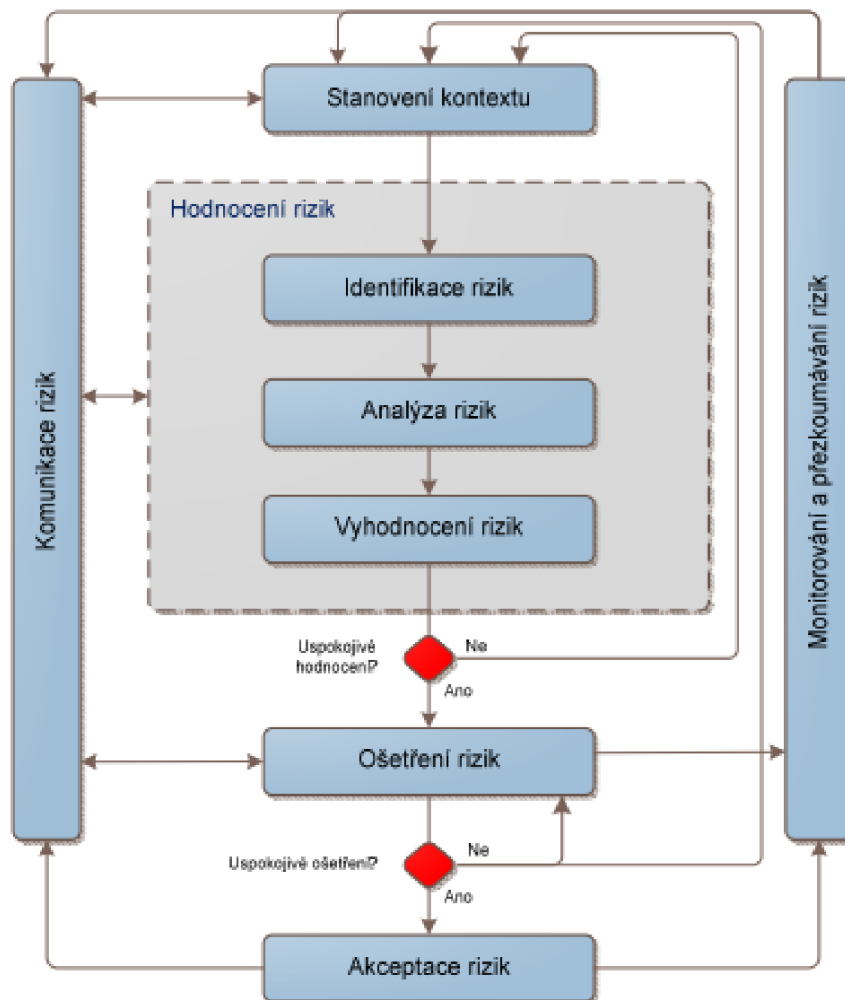 Stanovení kontextu
Hodnocení rizik
Identifikace rizik
Analýza rizik
Vyhodnocení rizik
Komunikace rizik
Monitorování a přezkoumávání rizik
Uspokojivé
hodnocení?
Ne
Ano
Ošetření rizik
Uspokojivé ošetření?
Ne
Ano
Akceptace rizik